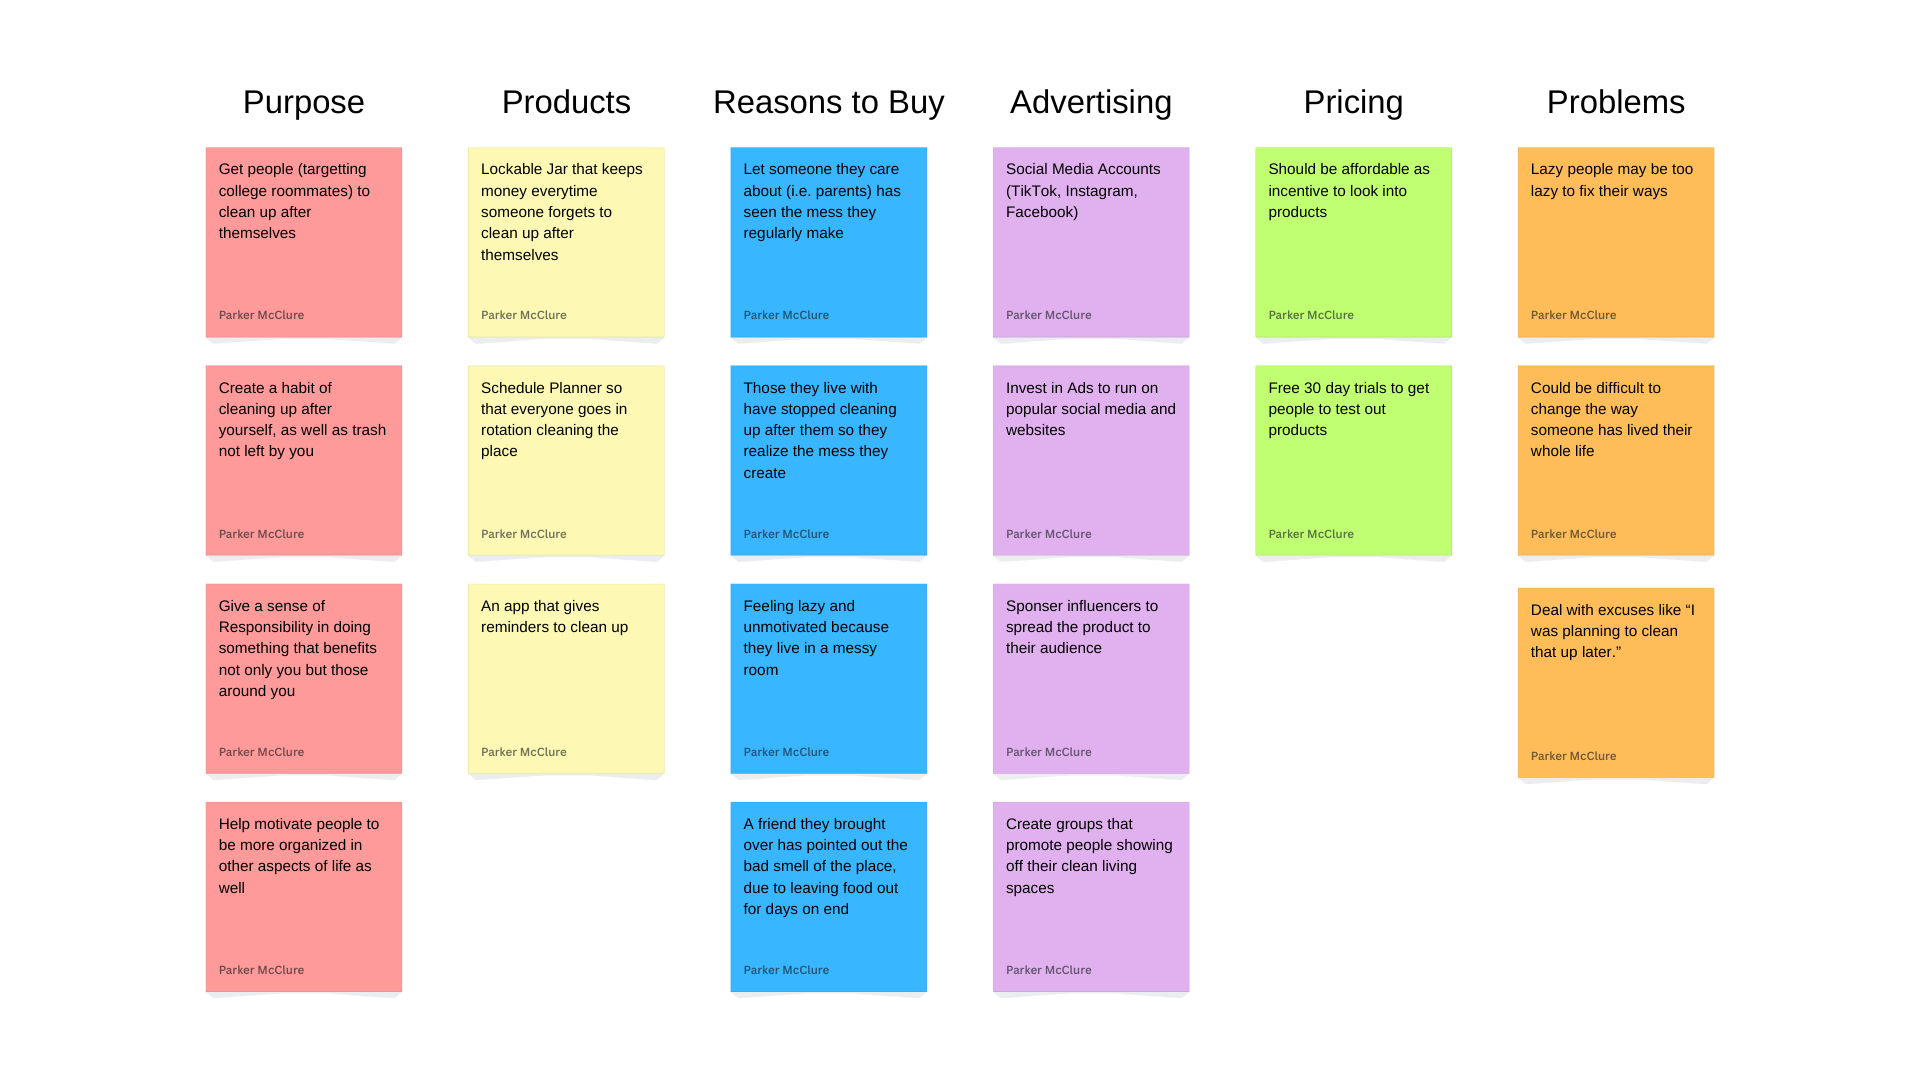 Purpose
Get people (targetting
college roommates) to
clean up after
themselves
Parker McClure
Create a habit of
cleaning up after
yourself, as well as trash
not left by you
Parker McClure
Give a sense of
Responsibility in doing
something that benefits
not only you but those
around you
Parker McClure
Help motivate people to
be more organized in
other aspects of life as
well
Parker McClure
Products
Lockable Jar that keeps
money everytime
someone forgets to
clean up after
themselves
Parker McClure
Schedule Planner so
that everyone goes in
rotation cleaning the
place
Parker McClure
An app that gives
reminders to clean up
Parker McClure
Reasons to Buy
Let someone they care
about (i.e. parents) has
seen the mess they
regularly make
Parker McClure
Those they live with
have stopped cleaning
up after them so they
realize the mess they
create
Parker McClure
Feeling lazy and
unmotivated because
they live in a messy
room
Parker McClure
A friend they brought
over has pointed out the
bad smell of the place,
due to leaving food out
for days on end
Parker McClure
Advertising
Social Media Accounts
(TikTok, Instagram,
Facebook)
Parker McClure
Invest in Ads to run on
popular social media and
websites
Parker McClure
Sponser influencers to
spread the product to
their audience
Parker McClure
Create groups that
promote people showing
off their clean living
spaces
Parker McClure
Pricing
Should be affordable as
incentive to look into
products
Parker McClure
Free 30 day trials to get
people to test out
products
Parker McClure
Problems
Lazy people may be too
lazy to fix their ways
Parker McClure
Could be difficult to
change the way
someone has lived their
whole life
Parker McClure
Deal with excuses like “I
was planning to clean
that up later.”
Parker McClure